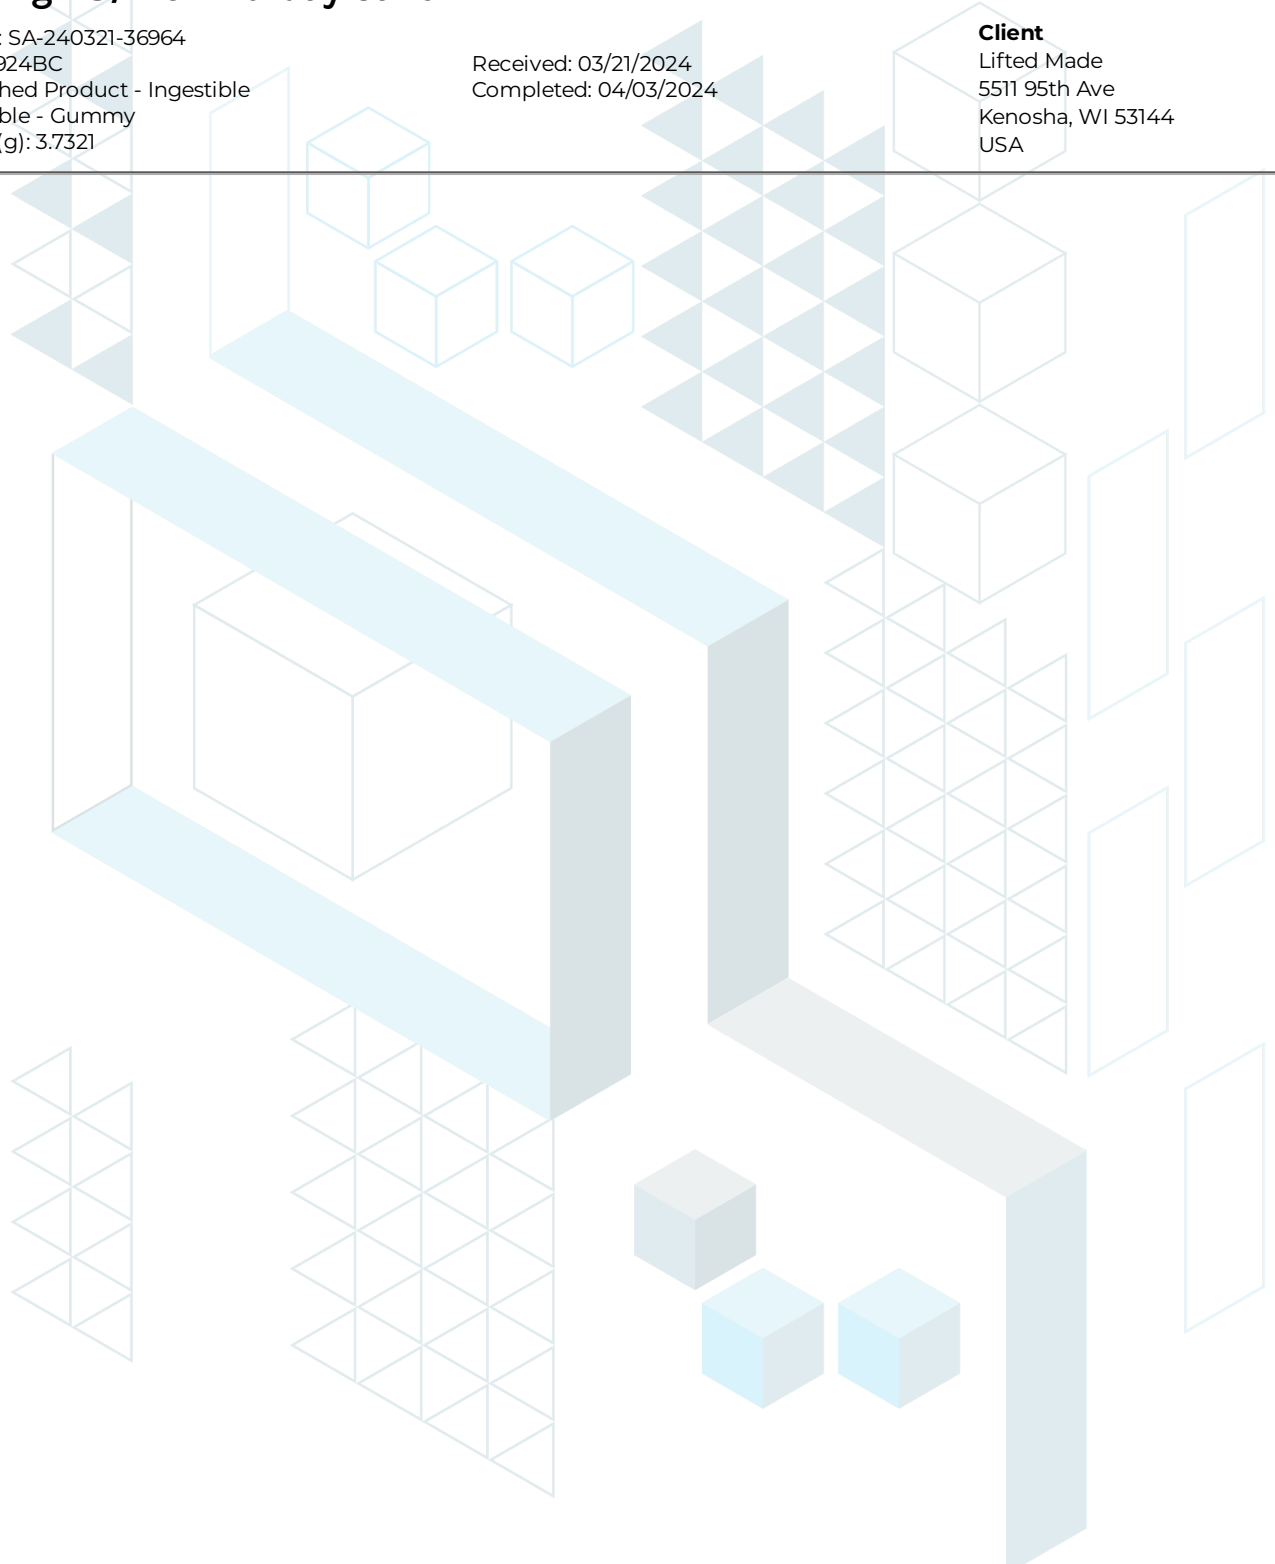 : SA-240321-36964
924BC
hed Product - Ingestible
ble - Gummy
(g): 3.7321
Received: 03/21/2024
Completed: 04/03/2024
Client
Lifted Made
5511 95th Ave
Kenosha, WI 53144
USA